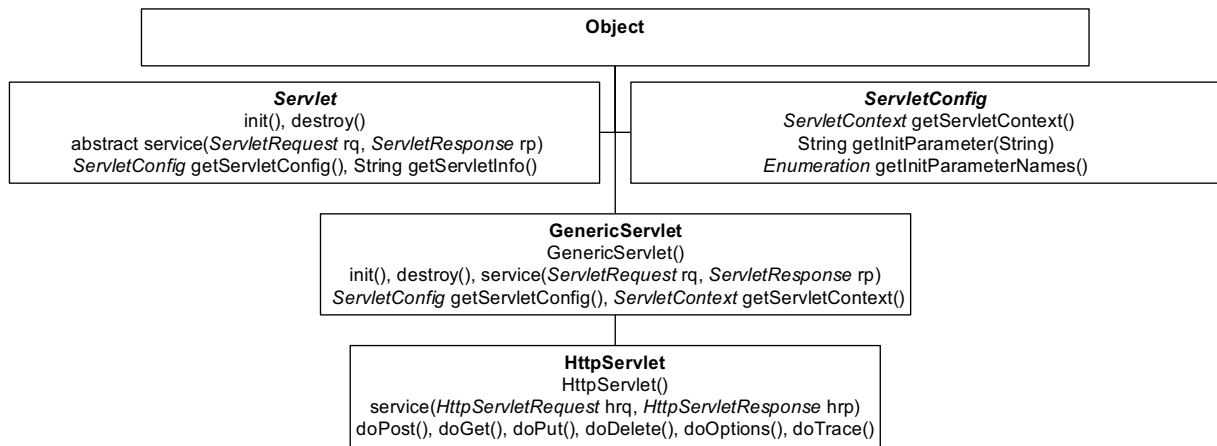 Object
Servlet
init(), destroy()
abstract service(ServletRequest rq, ServletResponse rp)
ServletConfig getServletConfig(), String getServletInfo()
ServletConfig
ServletContext getServletContext()
String getInitParameter(String)
Enumeration getInitParameterNames()
GenericServlet
GenericServlet()
init(), destroy(), service(ServletRequest rq, ServletResponse rp)
ServletConfig getServletConfig(), ServletContext getServletContext()
HttpServlet
HttpServlet()
service(HttpServletRequest hrq, HttpServletResponse hrp)
doPost(), doGet(), doPut(), doDelete(), doOptions(), doTrace()